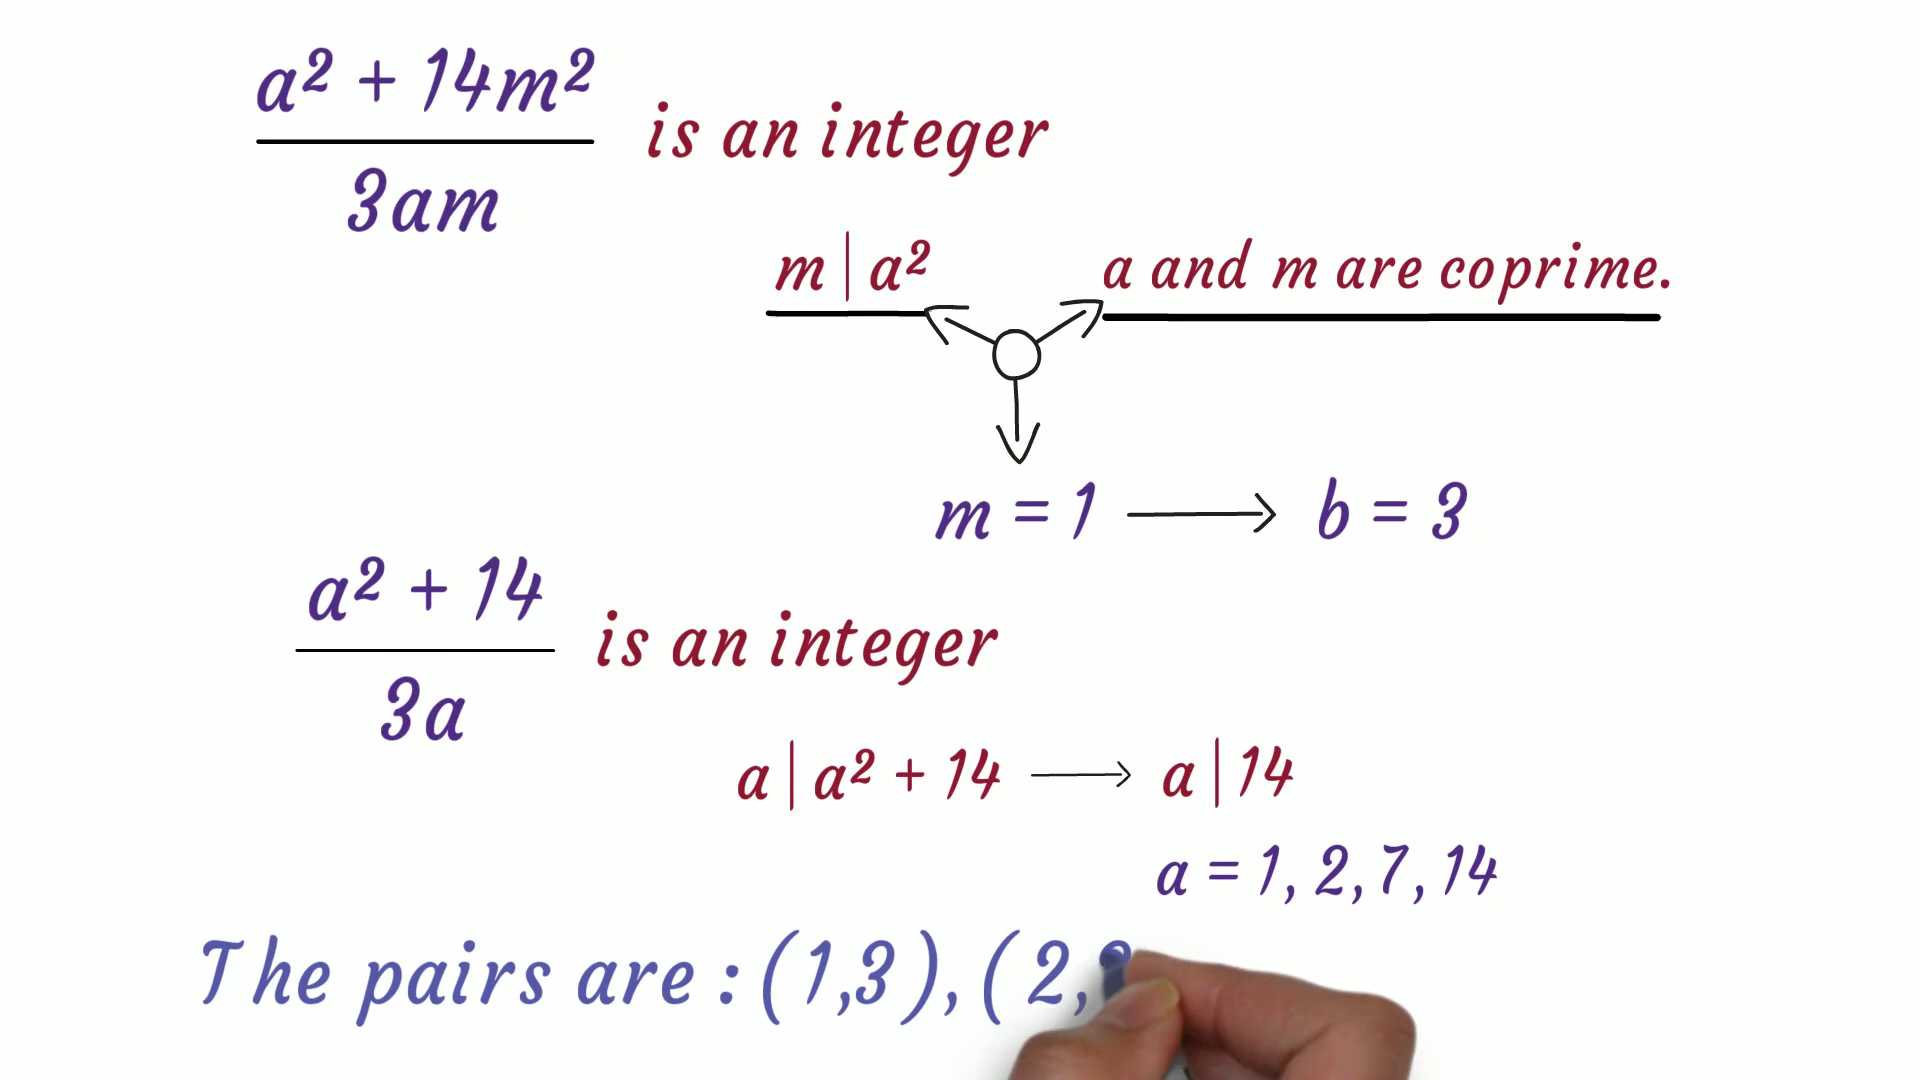 a² + 14m²
3am
is an integer
m | a²
a and m are coprime.
m = 1 → b = 3
a² + 14
3a
is an integer
a | a² + 14 → a | 14
a = 1, 2, 7, 14
The pairs are : (1,3), (2,